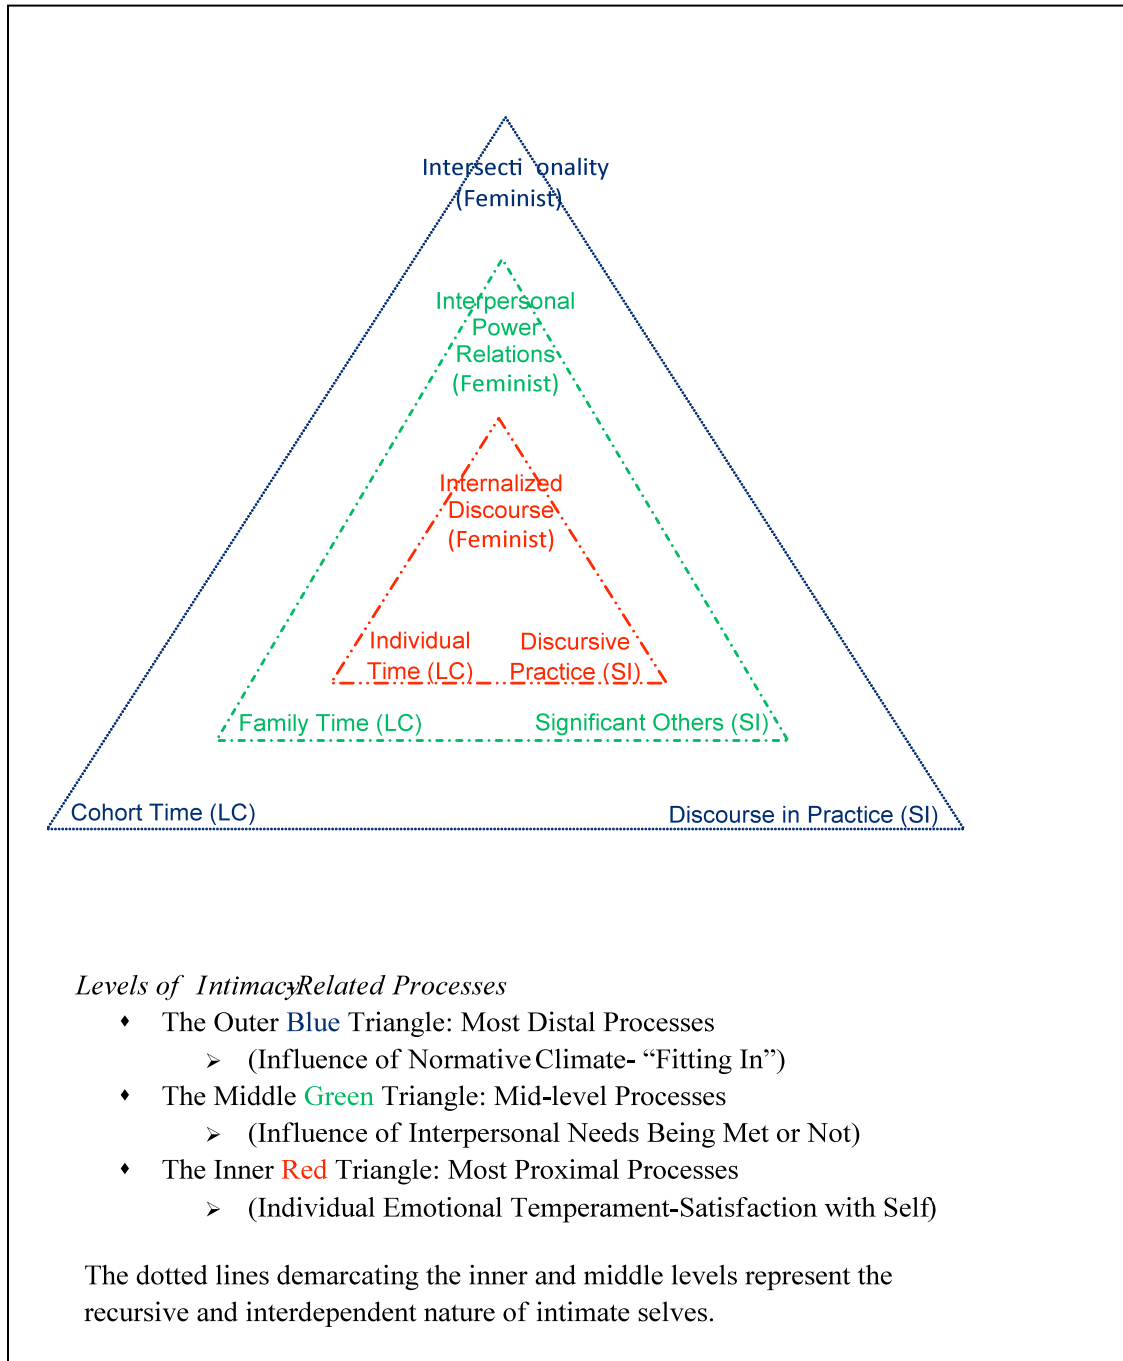 Intersecti onality
(Feminist)
Interpersonal
Power
Relations
(Feminist)
Internalized
Discourse
(Feminist)
Individual
Time (LC)
Discursive
Practice (SI)
Family Time (LC)
Significant Others (SI)
Cohort Time (LC)
Discourse in Practice (SI)
Levels of Intimacy-Related Processes
♦ The Outer Blue Triangle: Most Distal Processes
➢ (Influence of Normative Climate- “Fitting In”)
♦ The Middle Green Triangle: Mid-level Processes
➢ (Influence of Interpersonal Needs Being Met or Not)
♦ The Inner Red Triangle: Most Proximal Processes
➢ (Individual Emotional Temperament-Satisfaction with Self)
The dotted lines demarcating the inner and middle levels represent the
recursive and interdependent nature of intimate selves.